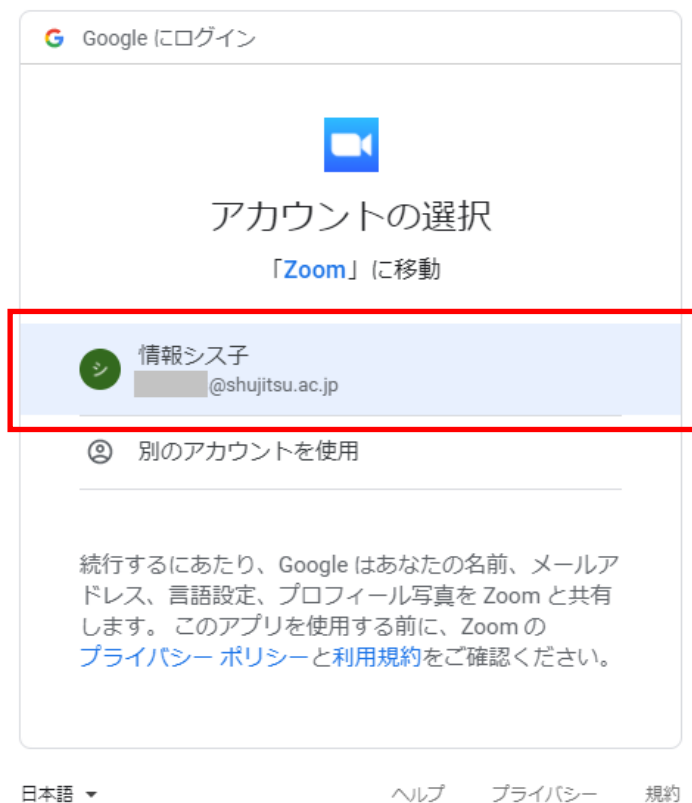 Google にログイン
アカウントの選択
「Zoom」に移動
シ
情報シス子
@shujitsu.ac.jp
別のアカウントを使用
続行するにあたり、Google はあなたの名前、メールア
ドレス、言語設定、プロフィール写真を Zoom と共有
します。 このアプリを使用する前に、Zoom の
プライバシー ポリシーと利用規約をご確認ください。
日本語 ヘルプ プライバシー 規約